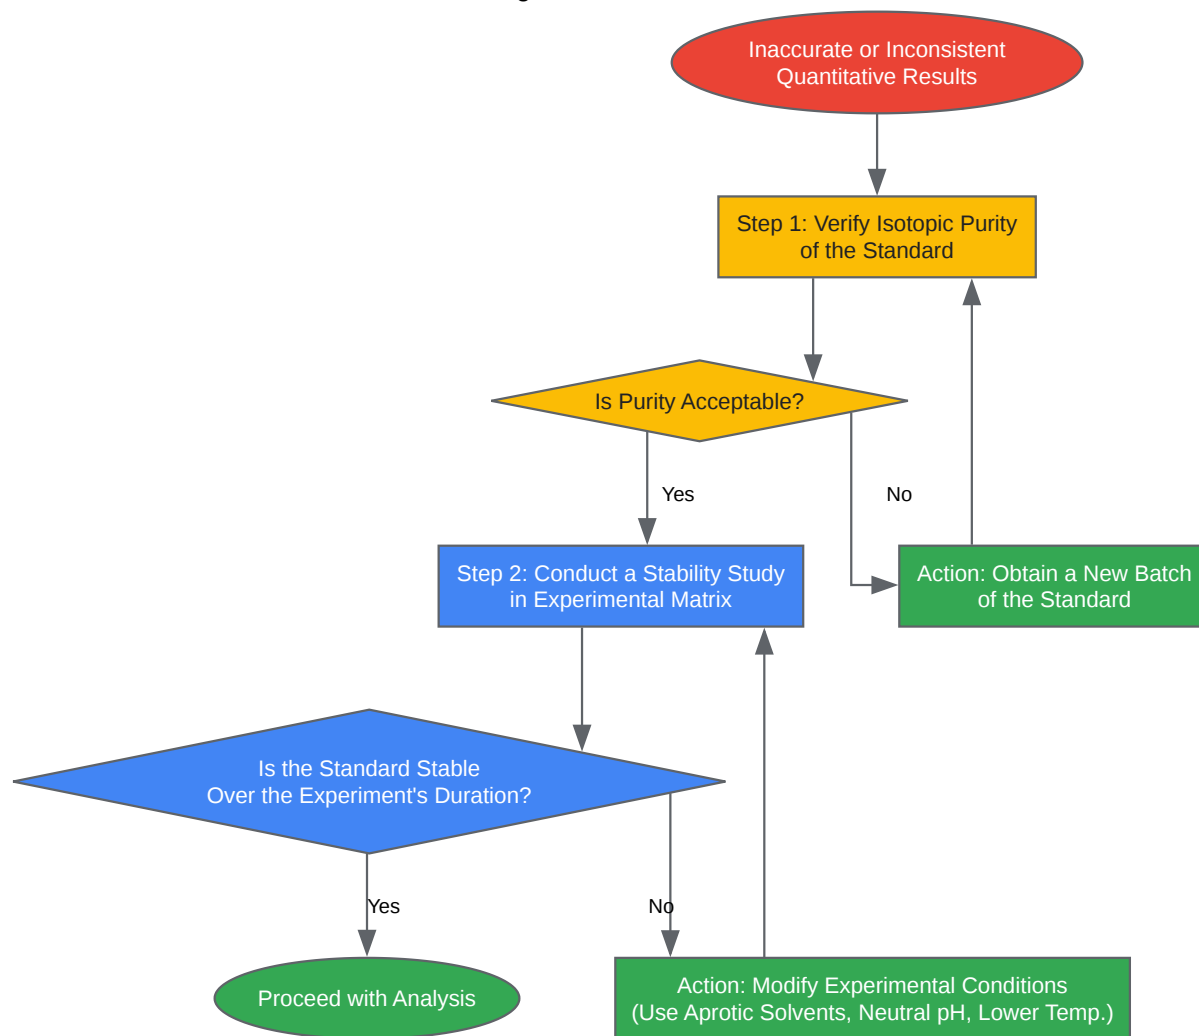 Inaccurate or Inconsistent
Quantitative Results
Step 1: Verify Isotopic Purity
of the Standard
Is Purity Acceptable?
Yes
No
Step 2: Conduct a Stability Study
in Experimental Matrix
Action: Obtain a New Batch
of the Standard
Is the Standard Stable
Over the Experiment's Duration?
Yes
No
Proceed with Analysis
Action: Modify Experimental Conditions
(Use Aprotic Solvents, Neutral pH, Lower Temp.)